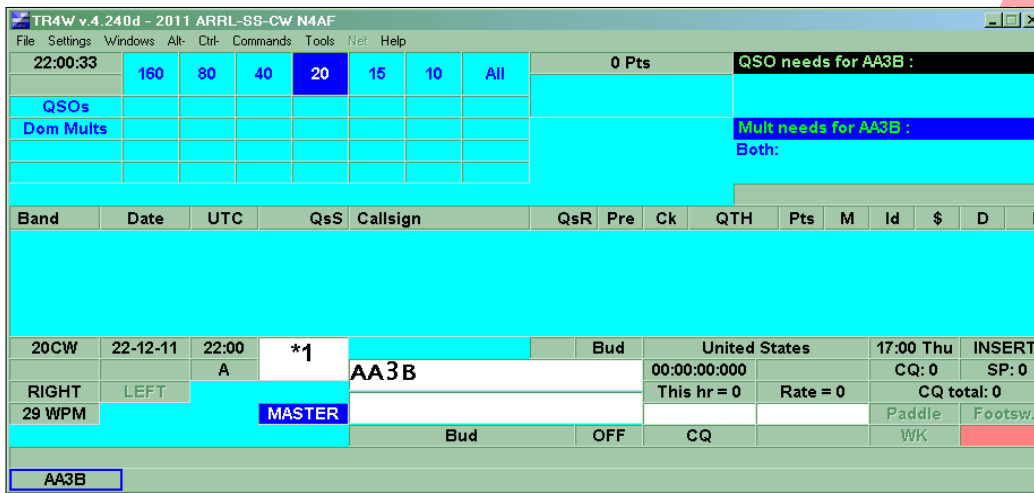 TR4W v.4.240d - 2011 ARRL-SS-CW N4AF
File Settings Windows Alt- Ctrl- Commands Tools Net Help
22:00:33 160 80 40 20 15 10 All 0 Pts QSO needs for AA3B :
QSOs
Dom Mults Mult needs for AA3B :
Both:
Band Date UTC QsS Callsign QsR Pre Ck QTH Pts M Id $ D
20CW 22-12-11 22:00 *1 Bud United States 17:00 Thu INSERT
A AA3B 00:00:00:000 CQ: 0 SP: 0
RIGHT LEFT This hr = 0 Rate = 0 CQ total: 0
29 WPM MASTER Paddle Footsw.
Bud OFF CQ WK
AA3B